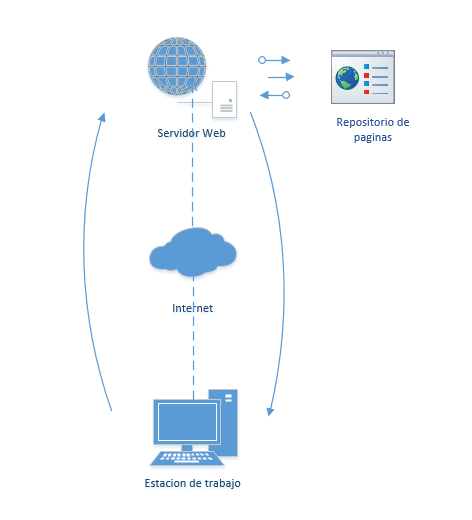 Servidor Web
Repositorio de
paginas
Internet
Estacion de trabajo